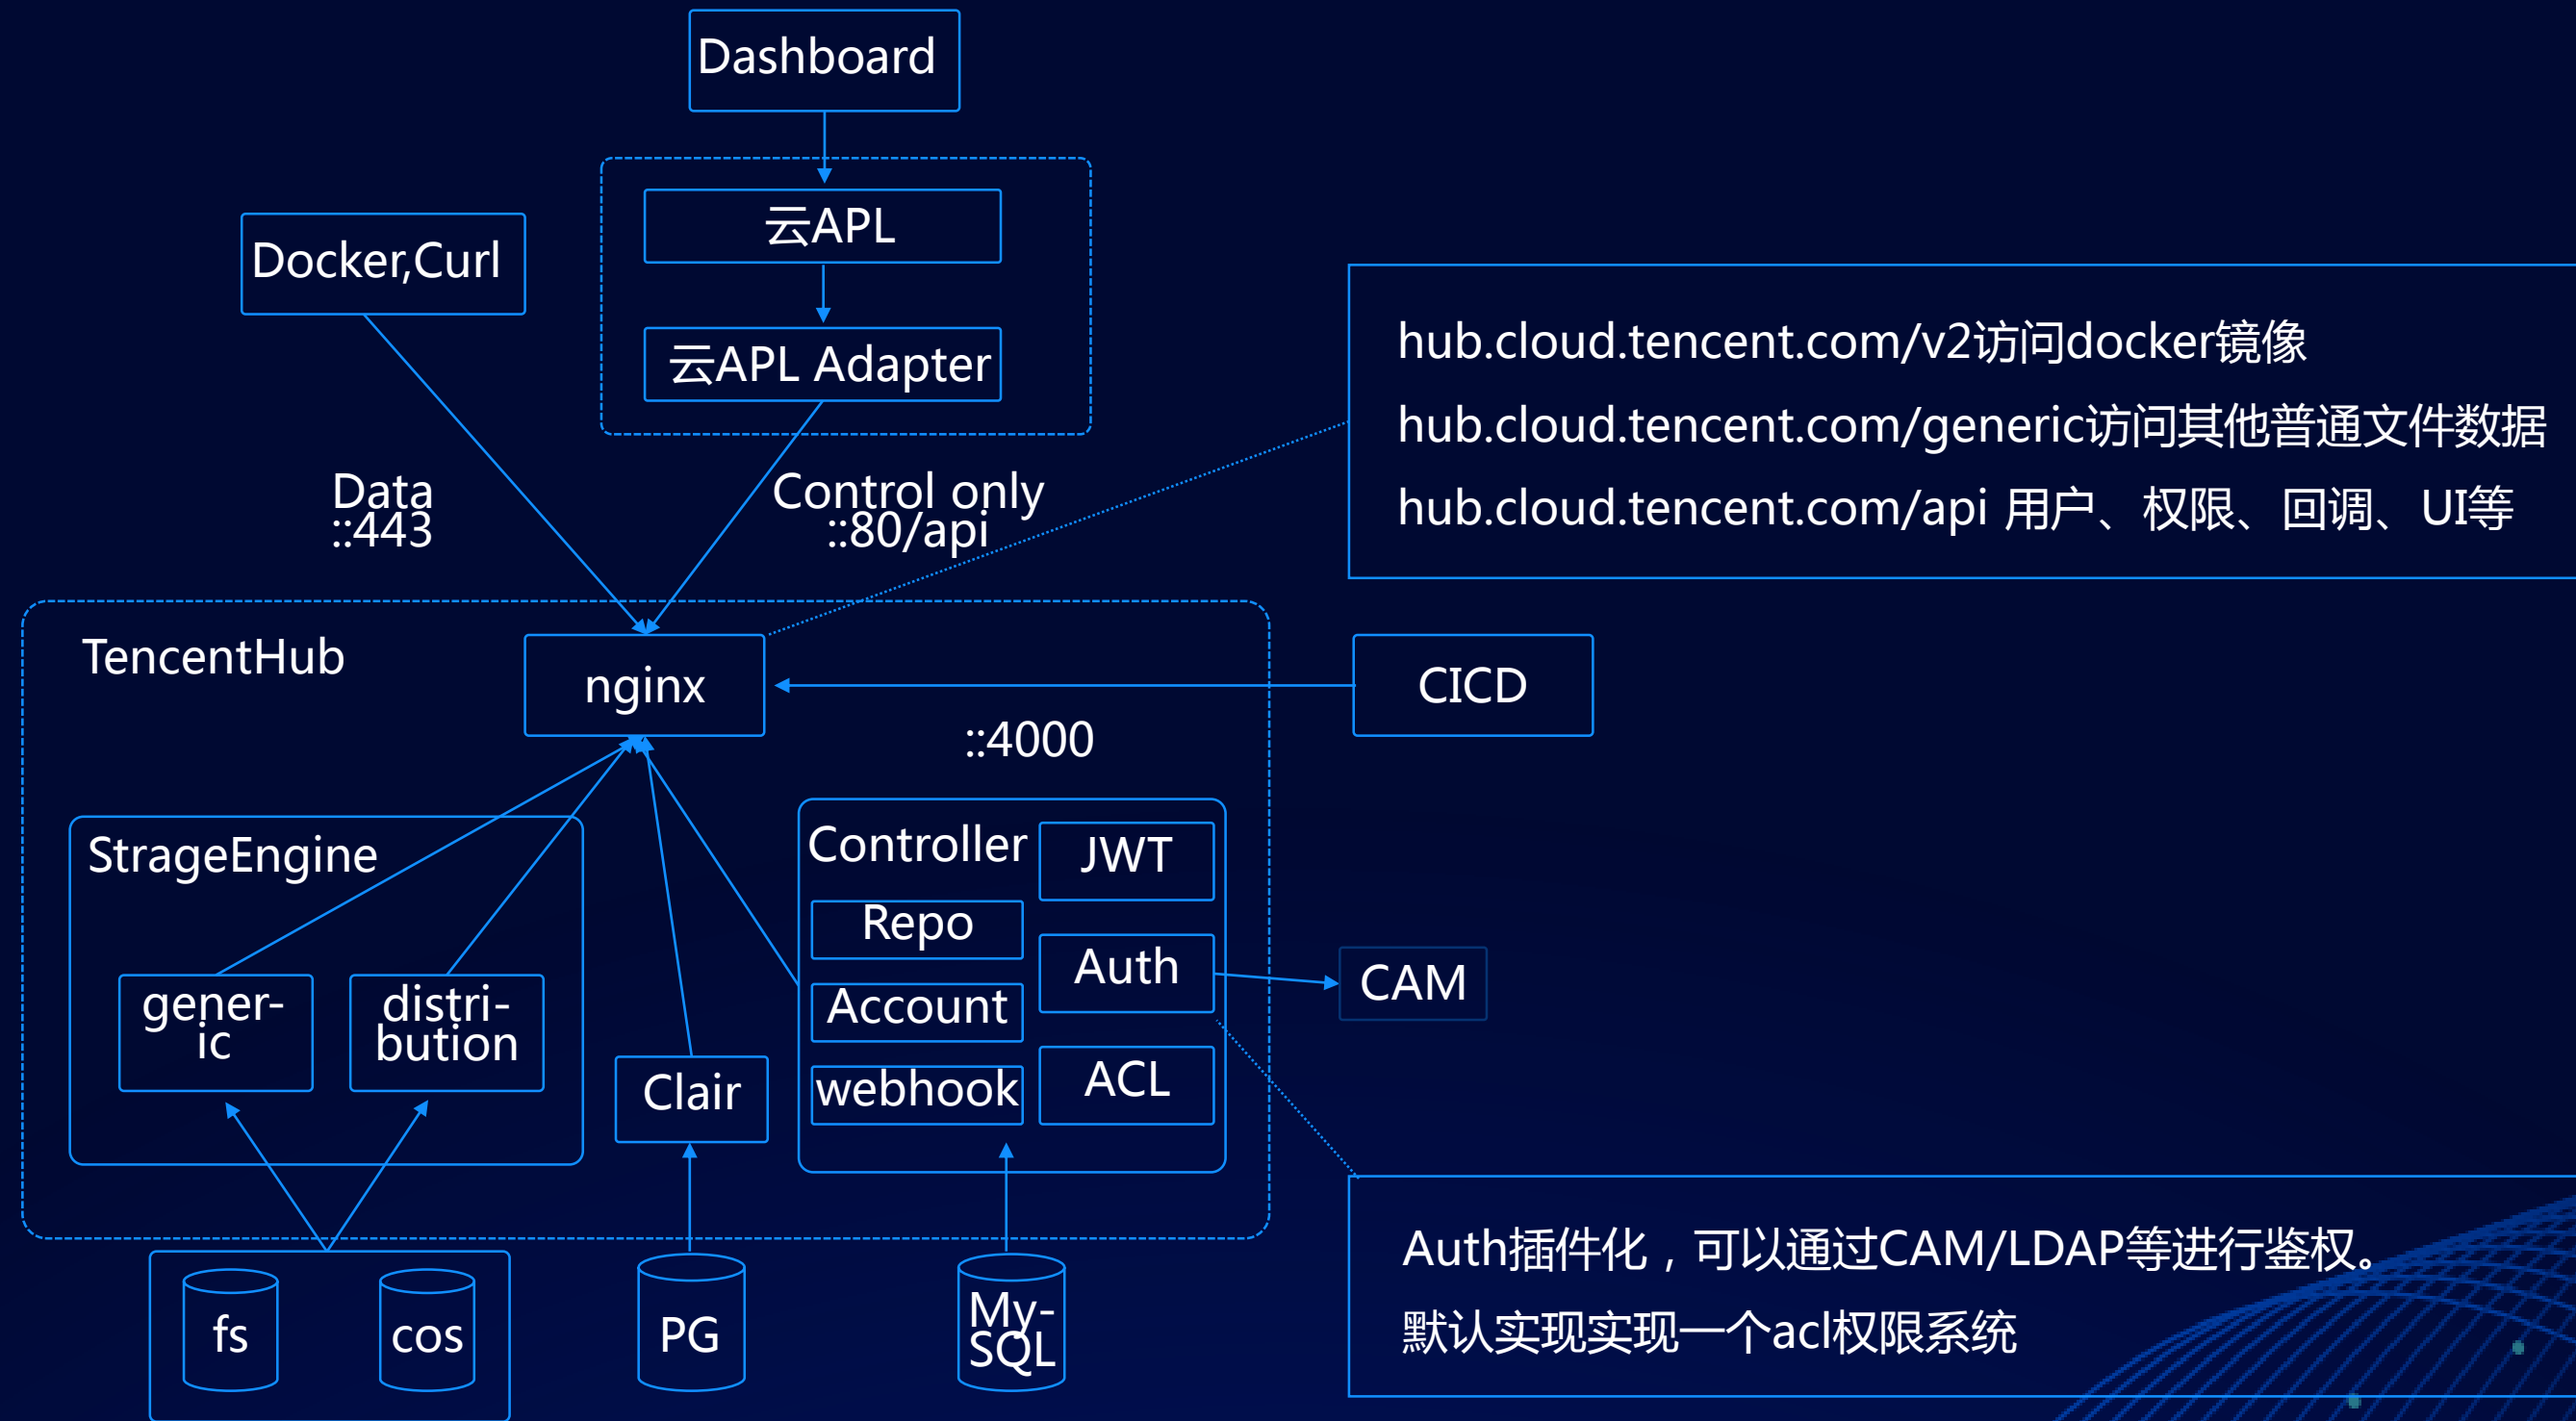 Dashboard
云APL
Docker,Curl
云APL Adapter
hub.cloud.tencent.com/v2访问docker镜像
hub.cloud.tencent.com/generic访问其他普通文件数据
hub.cloud.tencent.com/api 用户、权限、回调、UI等
Data
::443
Control only
::80/api
TencentHub
nginx
CICD
::4000
StrageEngine
Controller
JWT
Repo
Auth
Account
webhook
ACL
CAM
gener-
ic
distri-
bution
Clair
Auth插件化，可以通过CAM/LDAP等进行鉴权。
默认实现实现一个acl权限系统
fs
cos
PG
My-
SQL